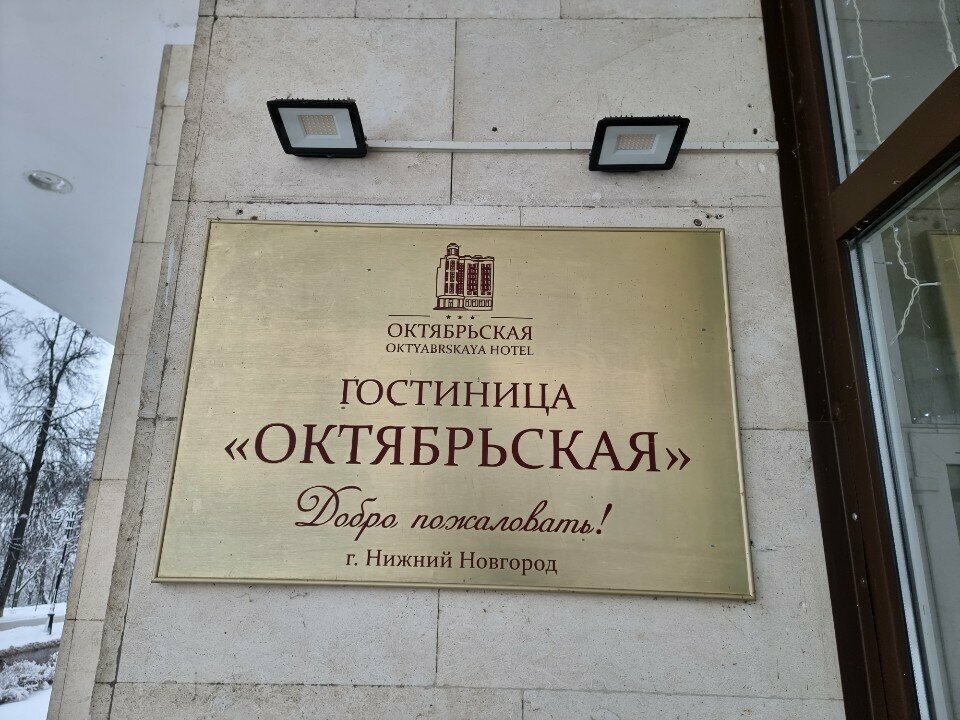 ОКТЯБРЬСКАЯ
OKTYABRSKAYA HOTEL
ГОСТИНИЦА
«ОКТЯБРЬСКАЯ»
Добро пожаловать!
г. Нижний Новгород